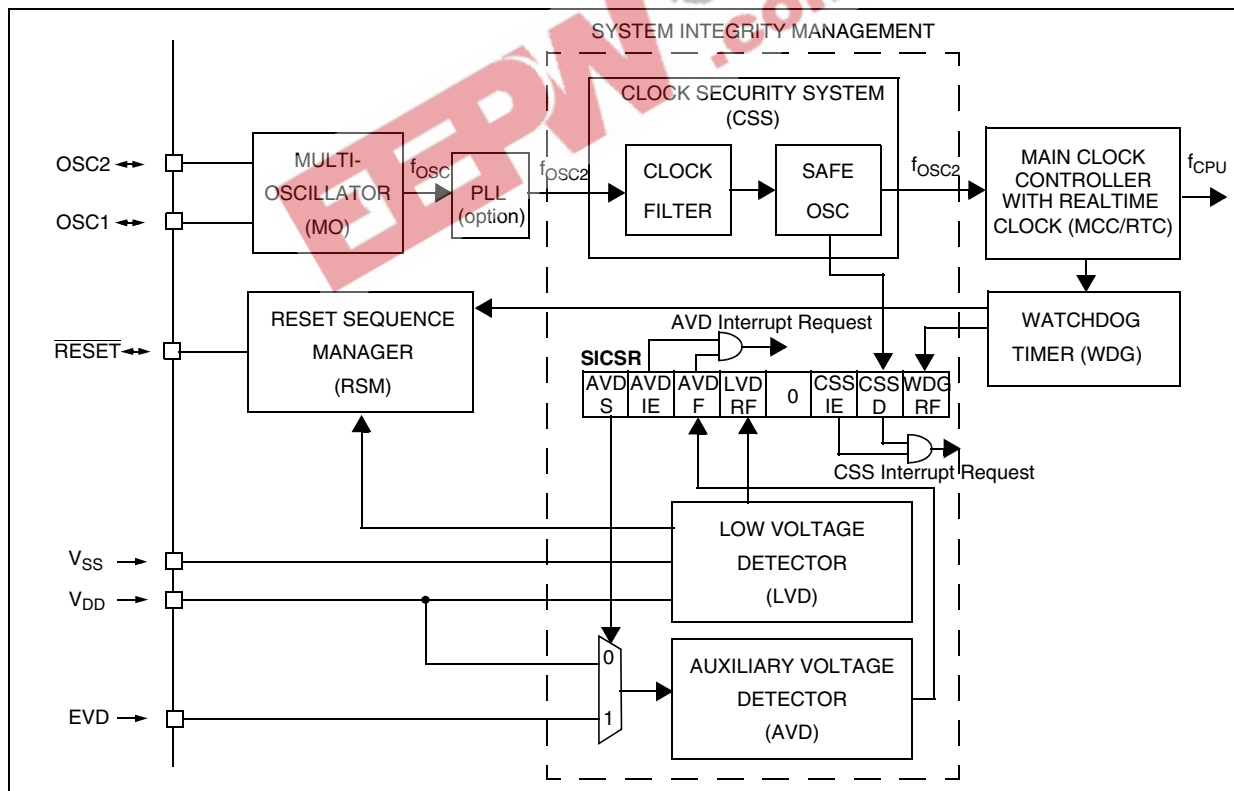 SYSTEM INTEGRITY MANAGEMENT
CLOCK SECURITY SYSTEM
(CSS)
OSC2
OSC1
MULTI-
OSCILLATOR
(MO)
fOSC
PLL
(option)
fOSC2
CLOCK
FILTER
SAFE
OSC
fOSC2
MAIN CLOCK
CONTROLLER
WITH REALTIME
CLOCK (MCC/RTC)
fCPU
RESET
RESET SEQUENCE
MANAGER
(RSM)
AVD Interrupt Request
WATCHDOG
TIMER (WDG)
SICSR
AVD S
AVD IE
AVD F
LVD RF
0
CSS IE
CSS D
WDG RF
CSS Interrupt Request
VSS
VDD
LOW VOLTAGE
DETECTOR
(LVD)
0
1
EVD
AUXILIARY VOLTAGE
DETECTOR
(AVD)
EEPW
.com